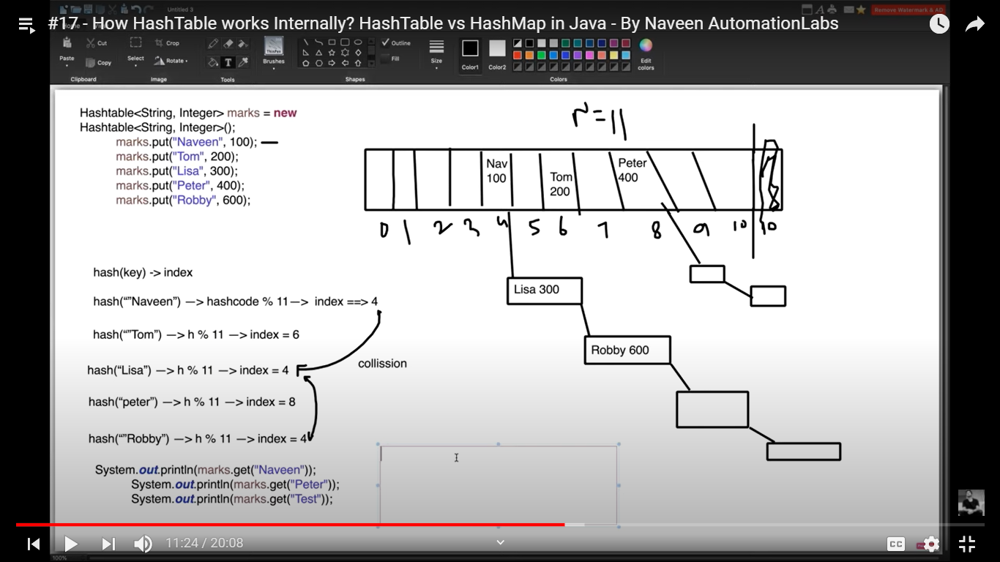 Untitled 3
#17 - How HashTable works Internally? HashTable vs HashMap in Java - By Naveen AutomationLabs
Remove Watermark & AD
Paste
Cut
Copy
Clipboard
Select
Crop
Rotate
Image
Tools
Brushes
Shapes
Outline
Fill
Size
Color1
Color2
Colors
Edit
colors
Hashtable<String, Integer> marks = new
Hashtable<String, Integer>();
marks.put("Naveen", 100);
marks.put("Tom", 200);
marks.put("Lisa", 300);
marks.put("Peter", 400);
marks.put("Robby", 600);
=11
Nav
100
Tom
200
Peter
400
0 1 2 3 4 5 6 7 8 9 10 10
Lisa 300
Robby 600
hash(key) -> index
hash(“”Naveen”) —> hashcode % 11—> index ==> 4
hash(“”Tom”) —> h % 11 —> index = 6
hash(“Lisa”) —> h % 11 —> index = 4
collission
hash(“peter”) —> h % 11 —> index = 8
hash(“”Robby”) —> h % 11 —> index = 4
System.out.println(marks.get("Naveen"));
System.out.println(marks.get("Peter"));
System.out.println(marks.get("Test"));
11:24 / 20:08
CC
100%